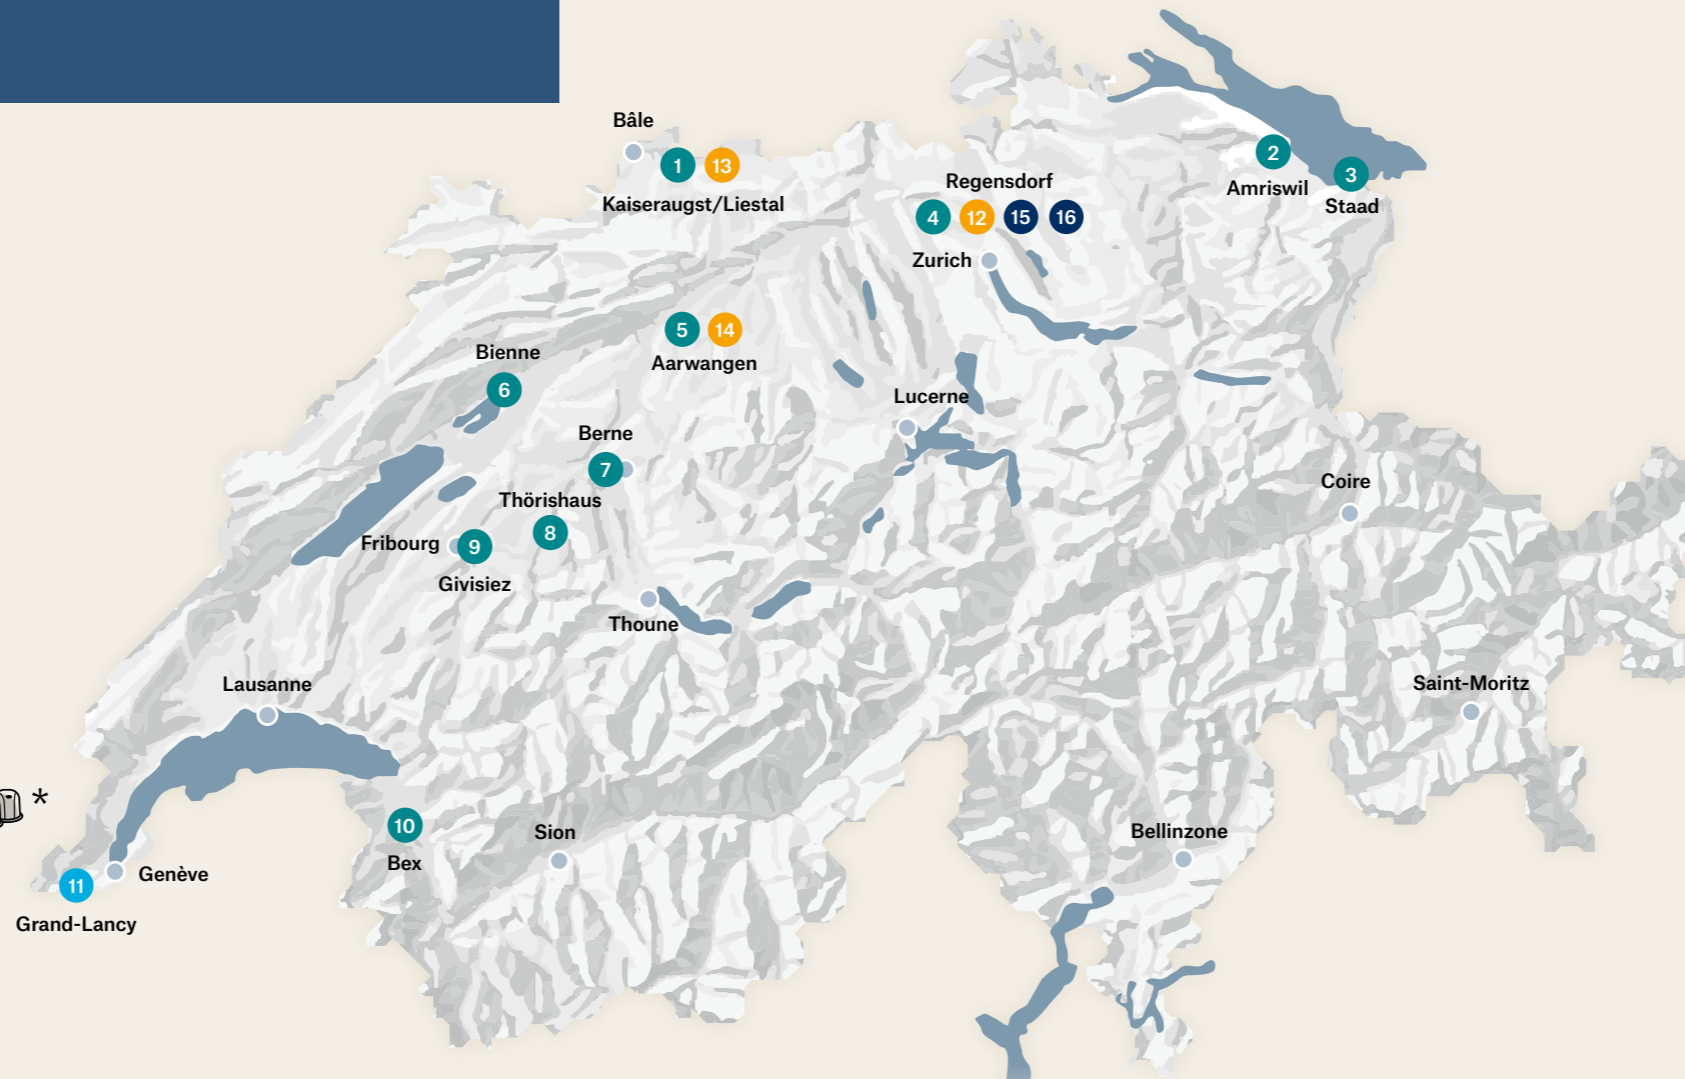 Bâle
1 13
Kaiseraugst/Liestal
2
Amriswil
3
Staad
Regensdorf
4 12 15 16
Zurich
5 14
Aarwangen
Bienne
6
Lucerne
Berne
7
Thörishaus
8
Fribourg 9
Givisiez
Coire
Thoune
Lausanne
Saint-Moritz
*
10
Bex
Sion
Bellinzone
Genève
11
Grand-Lancy